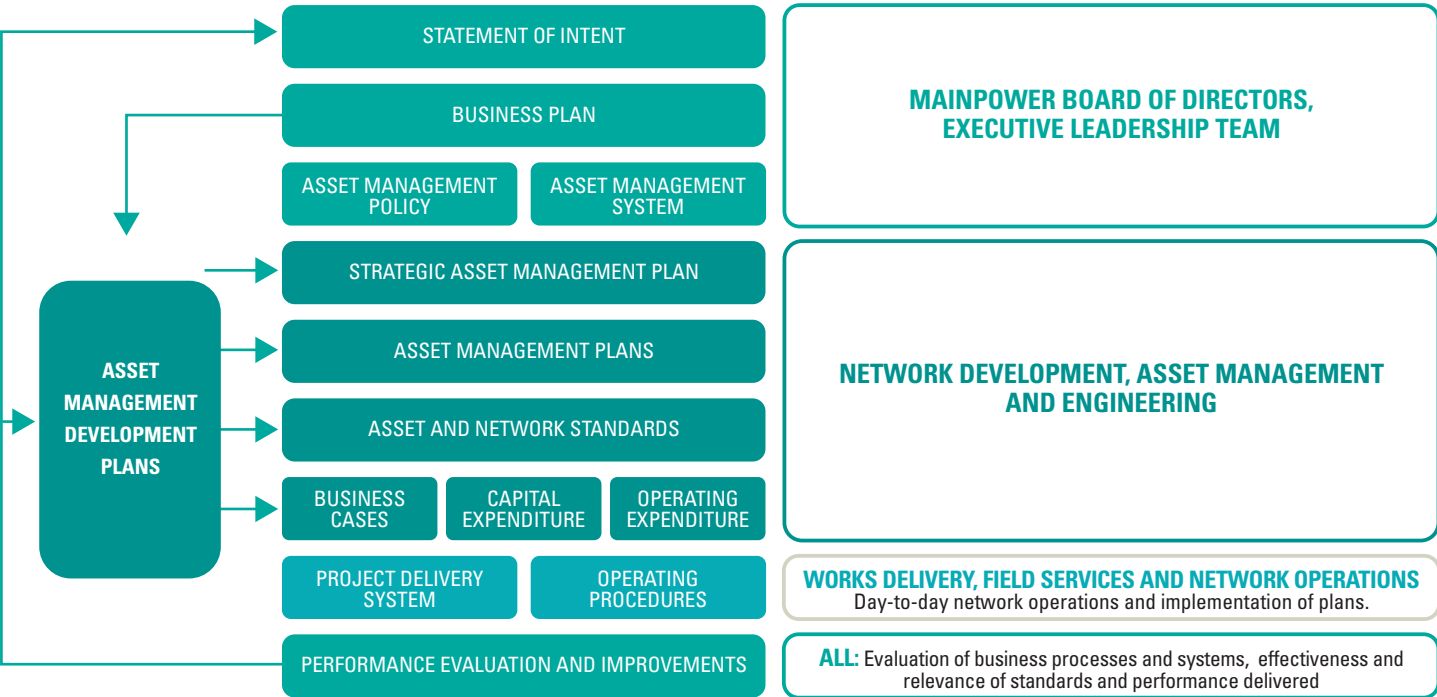 STATEMENT OF INTENT
BUSINESS PLAN
ASSET MANAGEMENT
POLICY
ASSET MANAGEMENT
SYSTEM
MAINPOWER BOARD OF DIRECTORS,
EXECUTIVE LEADERSHIP TEAM
ASSET
MANAGEMENT
DEVELOPMENT
PLANS
STRATEGIC ASSET MANAGEMENT PLAN
ASSET MANAGEMENT PLANS
ASSET AND NETWORK STANDARDS
BUSINESS
CASES
CAPITAL
EXPENDITURE
OPERATING
EXPENDITURE
NETWORK DEVELOPMENT, ASSET MANAGEMENT
AND ENGINEERING
PROJECT DELIVERY
SYSTEM
OPERATING
PROCEDURES
WORKS DELIVERY, FIELD SERVICES AND NETWORK OPERATIONS
Day-to-day network operations and implementation of plans.
PERFORMANCE EVALUATION AND IMPROVEMENTS
ALL: Evaluation of business processes and systems, effectiveness and
relevance of standards and performance delivered